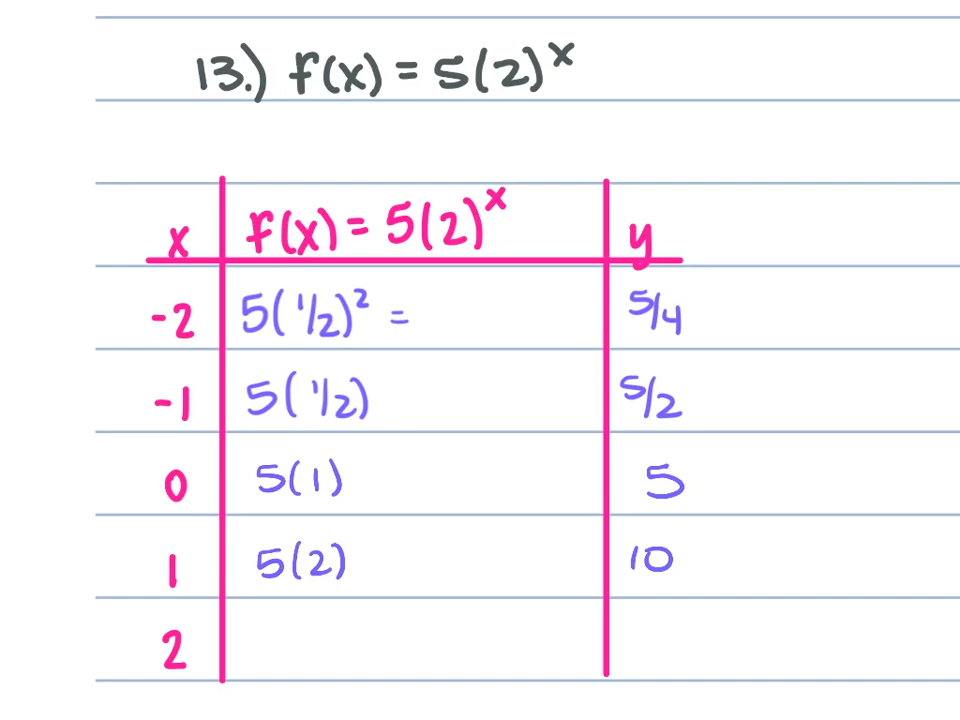 13.) f(x) = 5(2)^x
x f(x) = 5(2)^x y
-2 5(1/2)^2 = 5/4
-1 5(1/2) 5/2
0 5(1) 5
1 5(2) 10
2